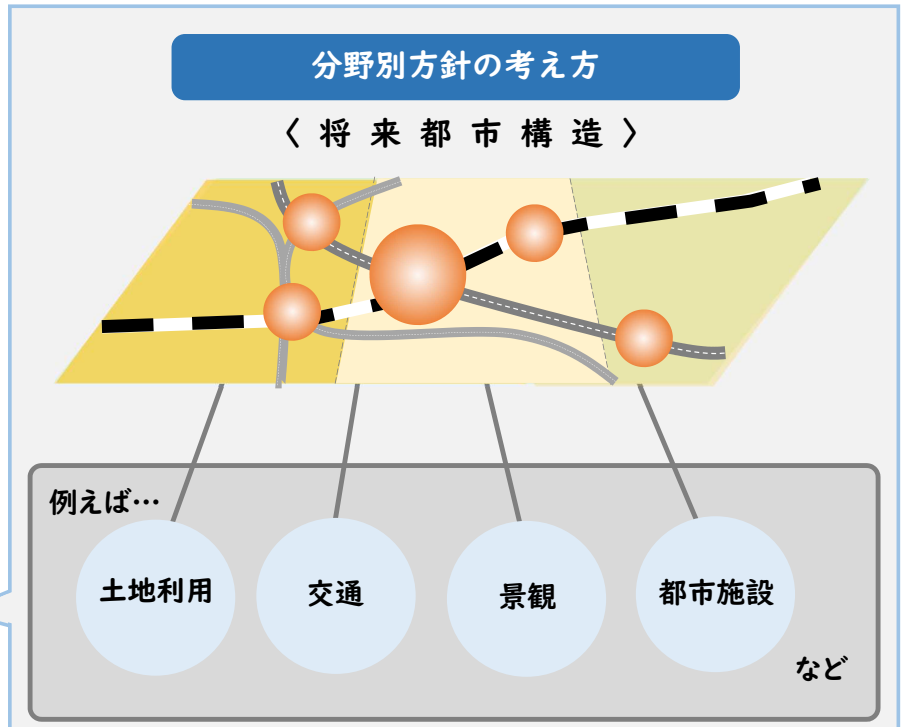 分野別方針の考え方
〈 将 来 都 市 構 造 〉
例えば…
土地利用
交通
景観
都市施設
など